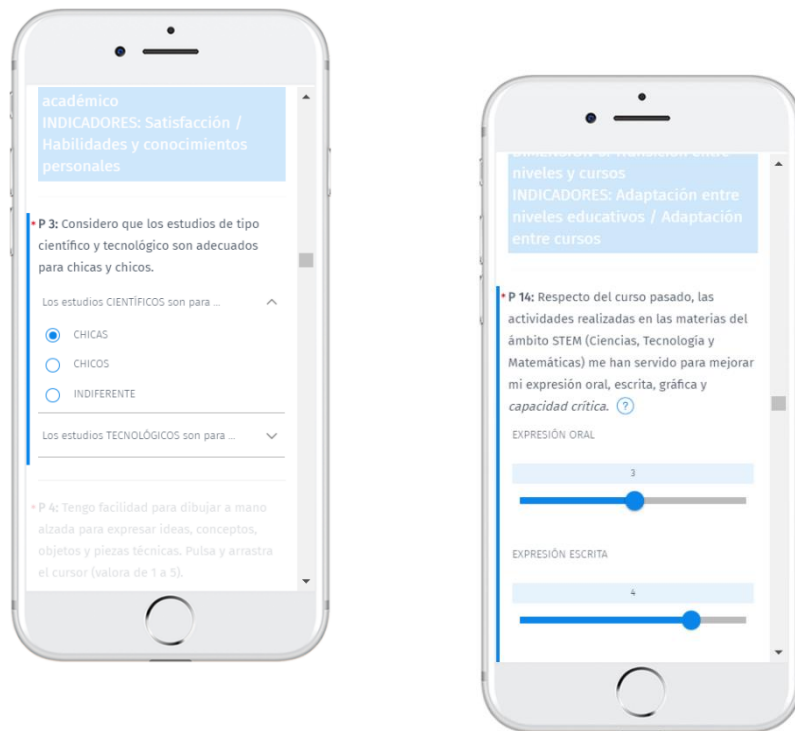 académico
INDICADORES: Satisfacción /
Habilidades y conocimientos
personales
* P 3: Considero que los estudios de tipo
científico y tecnológico son adecuados
para chicas y chicos.
Los estudios CIENTÍFICOS son para ...
CHICAS
CHICOS
INDIFERENTE
Los estudios TECNOLÓGICOS son para ...
* P 4: Tengo facilidad para dibujar a mano
alzada para expresar ideas, conceptos,
objetos y piezas técnicas. Pulsa y arrastra
el cursor (valora de 1 a 5).
niveles y cursos
INDICADORES: Adaptación entre
niveles educativos / Adaptación
entre cursos
* P 14: Respecto del curso pasado, las
actividades realizadas en las materias del
ámbito STEM (Ciencias, Tecnología y
Matemáticas) me han servido para mejorar
mi expresión oral, escrita, gráfica y
capacidad crítica. ?
EXPRESIÓN ORAL
3
EXPRESIÓN ESCRITA
4